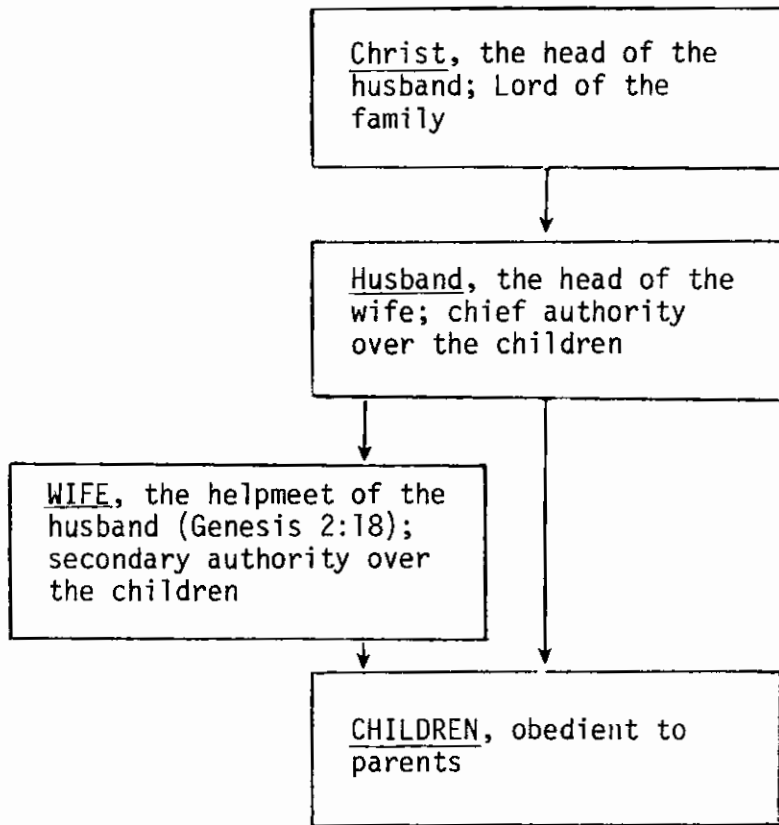 Christ, the head of the
husband; Lord of the
family
Husband, the head of the
wife; chief authority
over the children
WIFE, the helpmeet of the
husband (Genesis 2:18);
secondary authority over
the children
CHILDREN, obedient to
parents